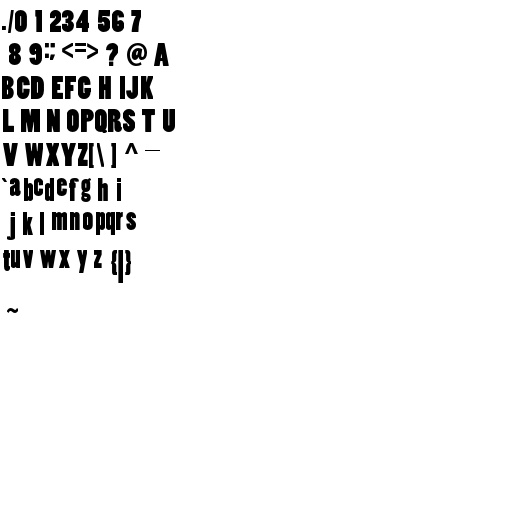 ./0 1 234 56 7
8 9:; <=> ? @ A
BCD EFG H IJK
L M N OPQRS T U
V WXYZ[\ ] ^ _
`abcdefg h i
j k l mnopqrs
tuv wx y z {|}
~